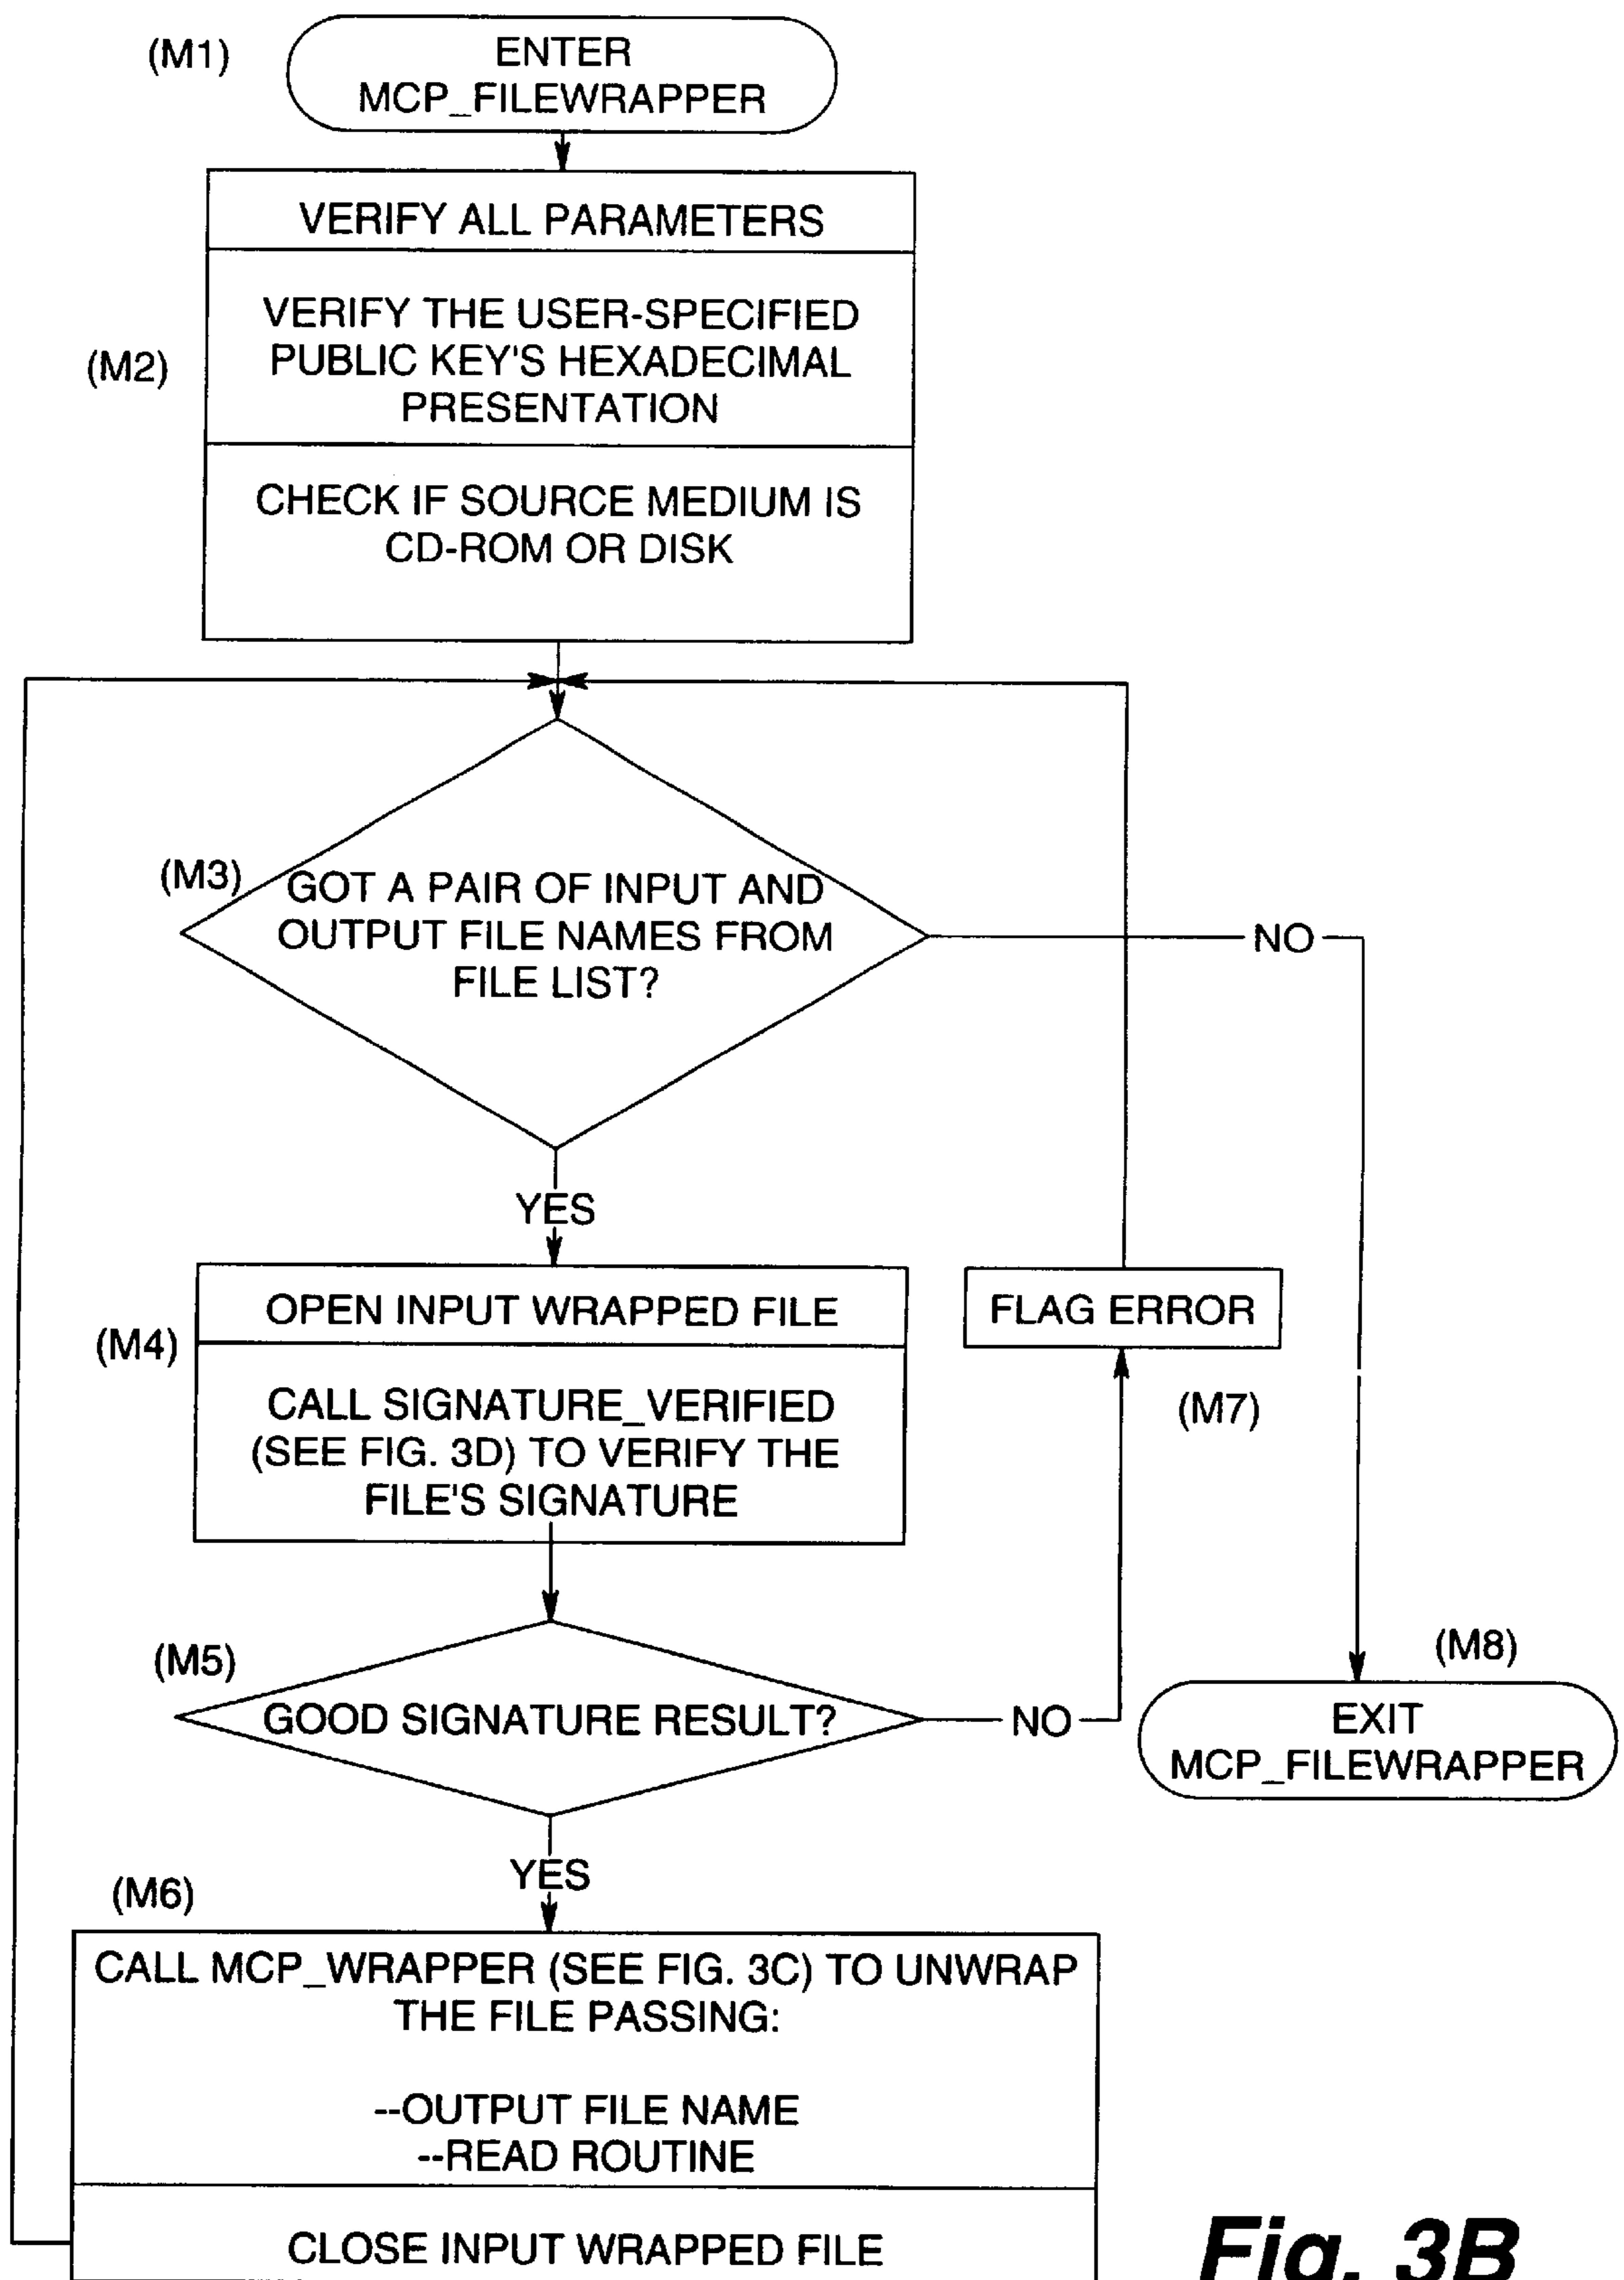 (M1)
ENTER
MCP_FILEWRAPPER
VERIFY ALL PARAMETERS
(M2)
VERIFY THE USER-SPECIFIED
PUBLIC KEY'S HEXADECIMAL
PRESENTATION
CHECK IF SOURCE MEDIUM IS
CD-ROM OR DISK
(M3)
GOT A PAIR OF INPUT AND
OUTPUT FILE NAMES FROM
FILE LIST?
NO
YES
(M4)
OPEN INPUT WRAPPED FILE
CALL SIGNATURE_VERIFIED
(SEE FIG. 3D) TO VERIFY THE
FILE'S SIGNATURE
FLAG ERROR
(M7)
(M5)
GOOD SIGNATURE RESULT?
NO
(M8)
EXIT
MCP_FILEWRAPPER
YES
(M6)
CALL MCP_WRAPPER (SEE FIG. 3C) TO UNWRAP
THE FILE PASSING:
--OUTPUT FILE NAME
--READ ROUTINE
CLOSE INPUT WRAPPED FILE
Fig. 3B